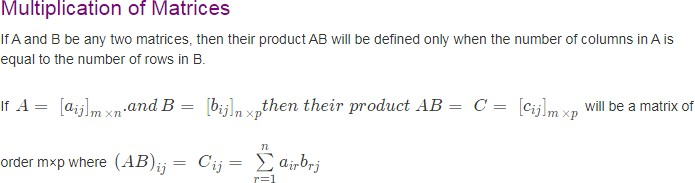 Multiplication of Matrices
If A and B be any two matrices, then their product AB will be defined only when the number of columns in A is
equal to the number of rows in B.
If A = [a_{ij}]_{m×n}.and B = [b_{ij}]_{n×p}then their product AB = C = [c_{ij}]_{m×p} will be a matrix of
order m×p where (AB)_{ij} = C_{ij} = \sum_{r=1}^{n} a_{ir}b_{rj}